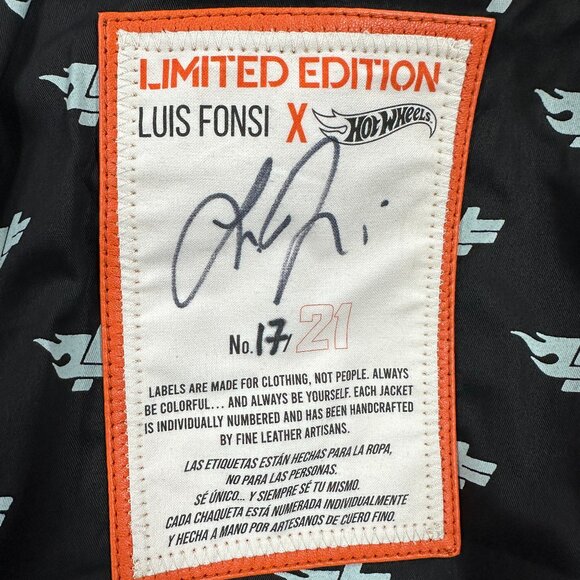 LIMITED EDITION
LUIS FONSI X HOT WHEELS
No. 17/21
LABELS ARE MADE FOR CLOTHING, NOT PEOPLE. ALWAYS
BE COLORFUL... AND ALWAYS BE YOURSELF. EACH JACKET
IS INDIVIDUALLY NUMBERED AND HAS BEEN HANDCRAFTED
BY FINE LEATHER ARTISANS.
LAS ETIQUETAS ESTÁN HECHAS PARA LA ROPA,
NO PARA LAS PERSONAS.
SÉ ÚNICO... Y SIEMPRE SÉ TU MISMO.
CADA CHAQUETA ESTÁ NUMERADA INDIVIDUALMENTE
Y HECHA A MANO POR ARTESANOS DE CUERO FINO.